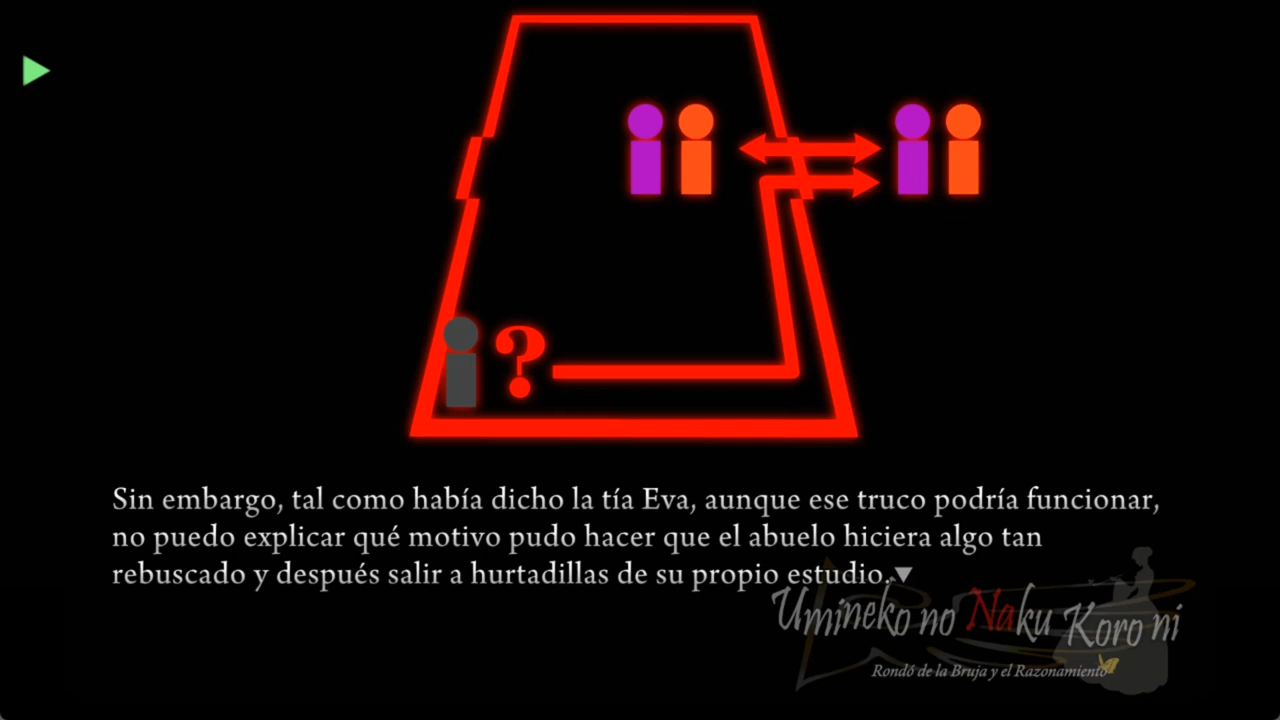 ?
Sin embargo, tal como había dicho la tía Eva, aunque ese truco podría funcionar,
no puedo explicar qué motivo pudo hacer que el abuelo hiciera algo tan
rebuscado y después salir a hurtadillas de su propio estudio.
Umineko no Naku Koro ni
Rondó de la Bruja y el Razonamiento